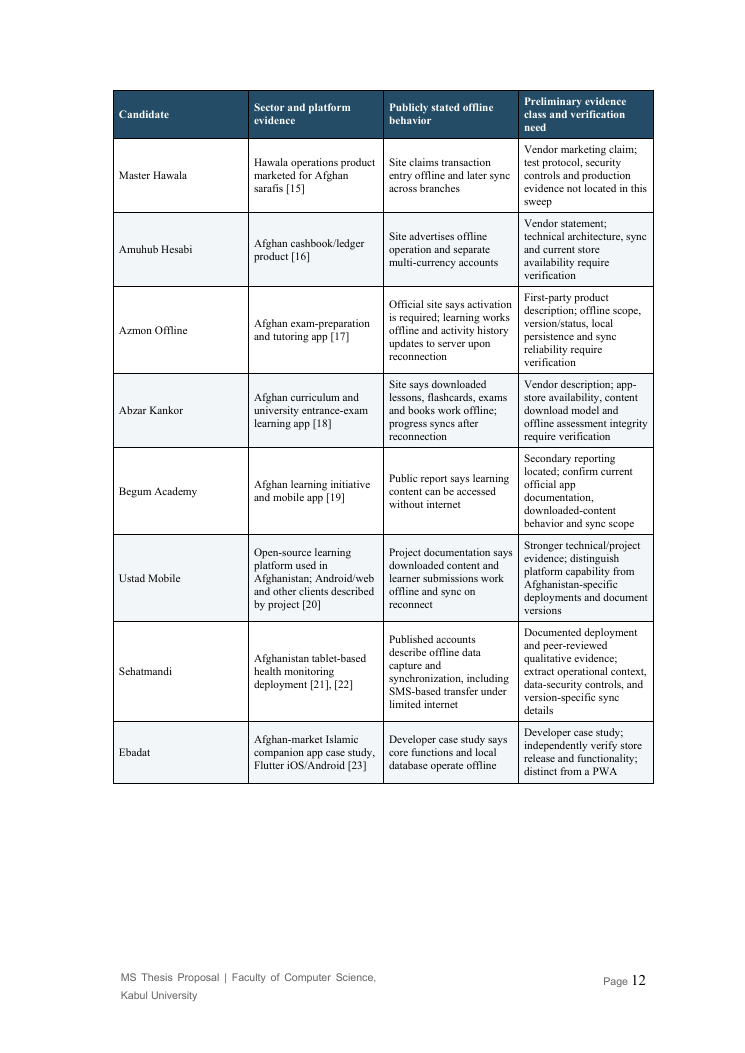 Candidate
Sector and platform
evidence
Publicly stated offline
behavior
Preliminary evidence
class and verification
need
Master Hawala
Hawala operations product
marketed for Afghan
sarafis [15]
Site claims transaction
entry offline and later sync
across branches
Vendor marketing claim;
test protocol, security
controls and production
evidence not located in this
sweep
Amuhub Hesabi
Afghan cashbook/ledger
product [16]
Site advertises offline
operation and separate
multi-currency accounts
Vendor statement;
technical architecture, sync
and current store
availability require
verification
Azmon Offline
Afghan exam-preparation
and tutoring app [17]
Official site says activation
is required; learning works
offline and activity history
updates to server upon
reconnection
First-party product
description; offline scope,
version/status, local
persistence and sync
reliability require
verification
Abzar Kankor
Afghan curriculum and
university entrance-exam
learning app [18]
Site says downloaded
lessons, flashcards, exams
and books work offline;
progress syncs after
reconnection
Vendor description; app-
store availability, content
download model and
offline assessment integrity
require verification
Begum Academy
Afghan learning initiative
and mobile app [19]
Public report says learning
content can be accessed
without internet
Secondary reporting
located; confirm current
official app
documentation,
downloaded-content
behavior and sync scope
Ustad Mobile
Open-source learning
platform used in
Afghanistan; Android/web
and other clients described
by project [20]
Project documentation says
downloaded content and
learner submissions work
offline and sync on
reconnect
Stronger technical/project
evidence; distinguish
platform capability from
Afghanistan-specific
deployments and document
versions
Sehatmandi
Afghanistan tablet-based
health monitoring
deployment [21], [22]
Published accounts
describe offline data
capture and
synchronization, including
SMS-based transfer under
limited internet
Documented deployment
and peer-reviewed
qualitative evidence;
extract operational context,
data-security controls, and
version-specific sync
details
Ebadat
Afghan-market Islamic
companion app case study,
Flutter iOS/Android [23]
Developer case study says
core functions and local
database operate offline
Developer case study;
independently verify store
release and functionality;
distinct from a PWA
MS Thesis Proposal | Faculty of Computer Science,
Kabul University
Page 12